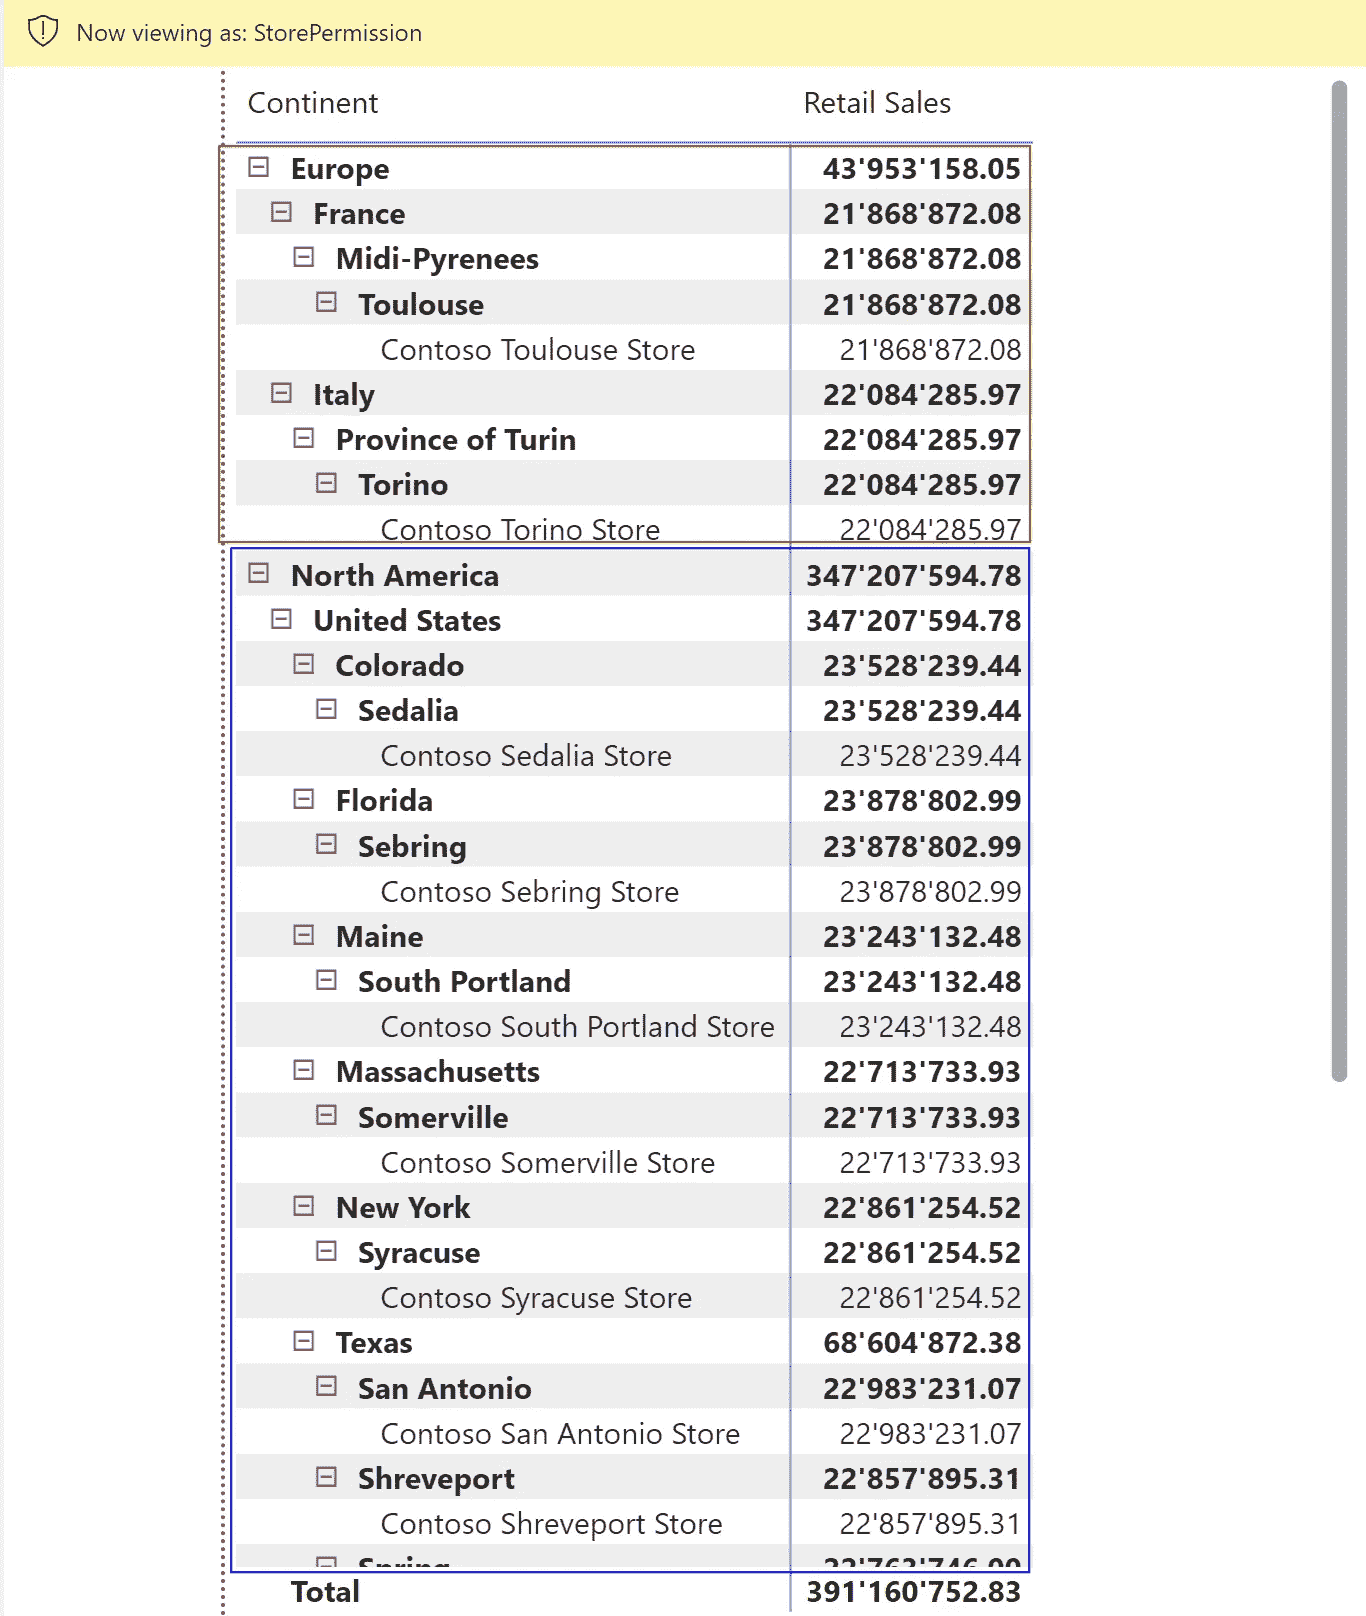 Now viewing as: StorePermission
Continent Retail Sales
Europe 43'953'158.05
France 21'868'872.08
Midi-Pyrenees 21'868'872.08
Toulouse 21'868'872.08
Contoso Toulouse Store 21'868'872.08
Italy 22'084'285.97
Province of Turin 22'084'285.97
Torino 22'084'285.97
Contoso Torino Store 22'084'285.97
North America 347'207'594.78
United States 347'207'594.78
Colorado 23'528'239.44
Sedalia 23'528'239.44
Contoso Sedalia Store 23'528'239.44
Florida 23'878'802.99
Sebring 23'878'802.99
Contoso Sebring Store 23'878'802.99
Maine 23'243'132.48
South Portland 23'243'132.48
Contoso South Portland Store 23'243'132.48
Massachusetts 22'713'733.93
Somerville 22'713'733.93
Contoso Somerville Store 22'713'733.93
New York 22'861'254.52
Syracuse 22'861'254.52
Contoso Syracuse Store 22'861'254.52
Texas 68'604'872.38
San Antonio 22'983'231.07
Contoso San Antonio Store 22'983'231.07
Shreveport 22'857'895.31
Contoso Shreveport Store 22'857'895.31
Spring
Total 391'160'752.83